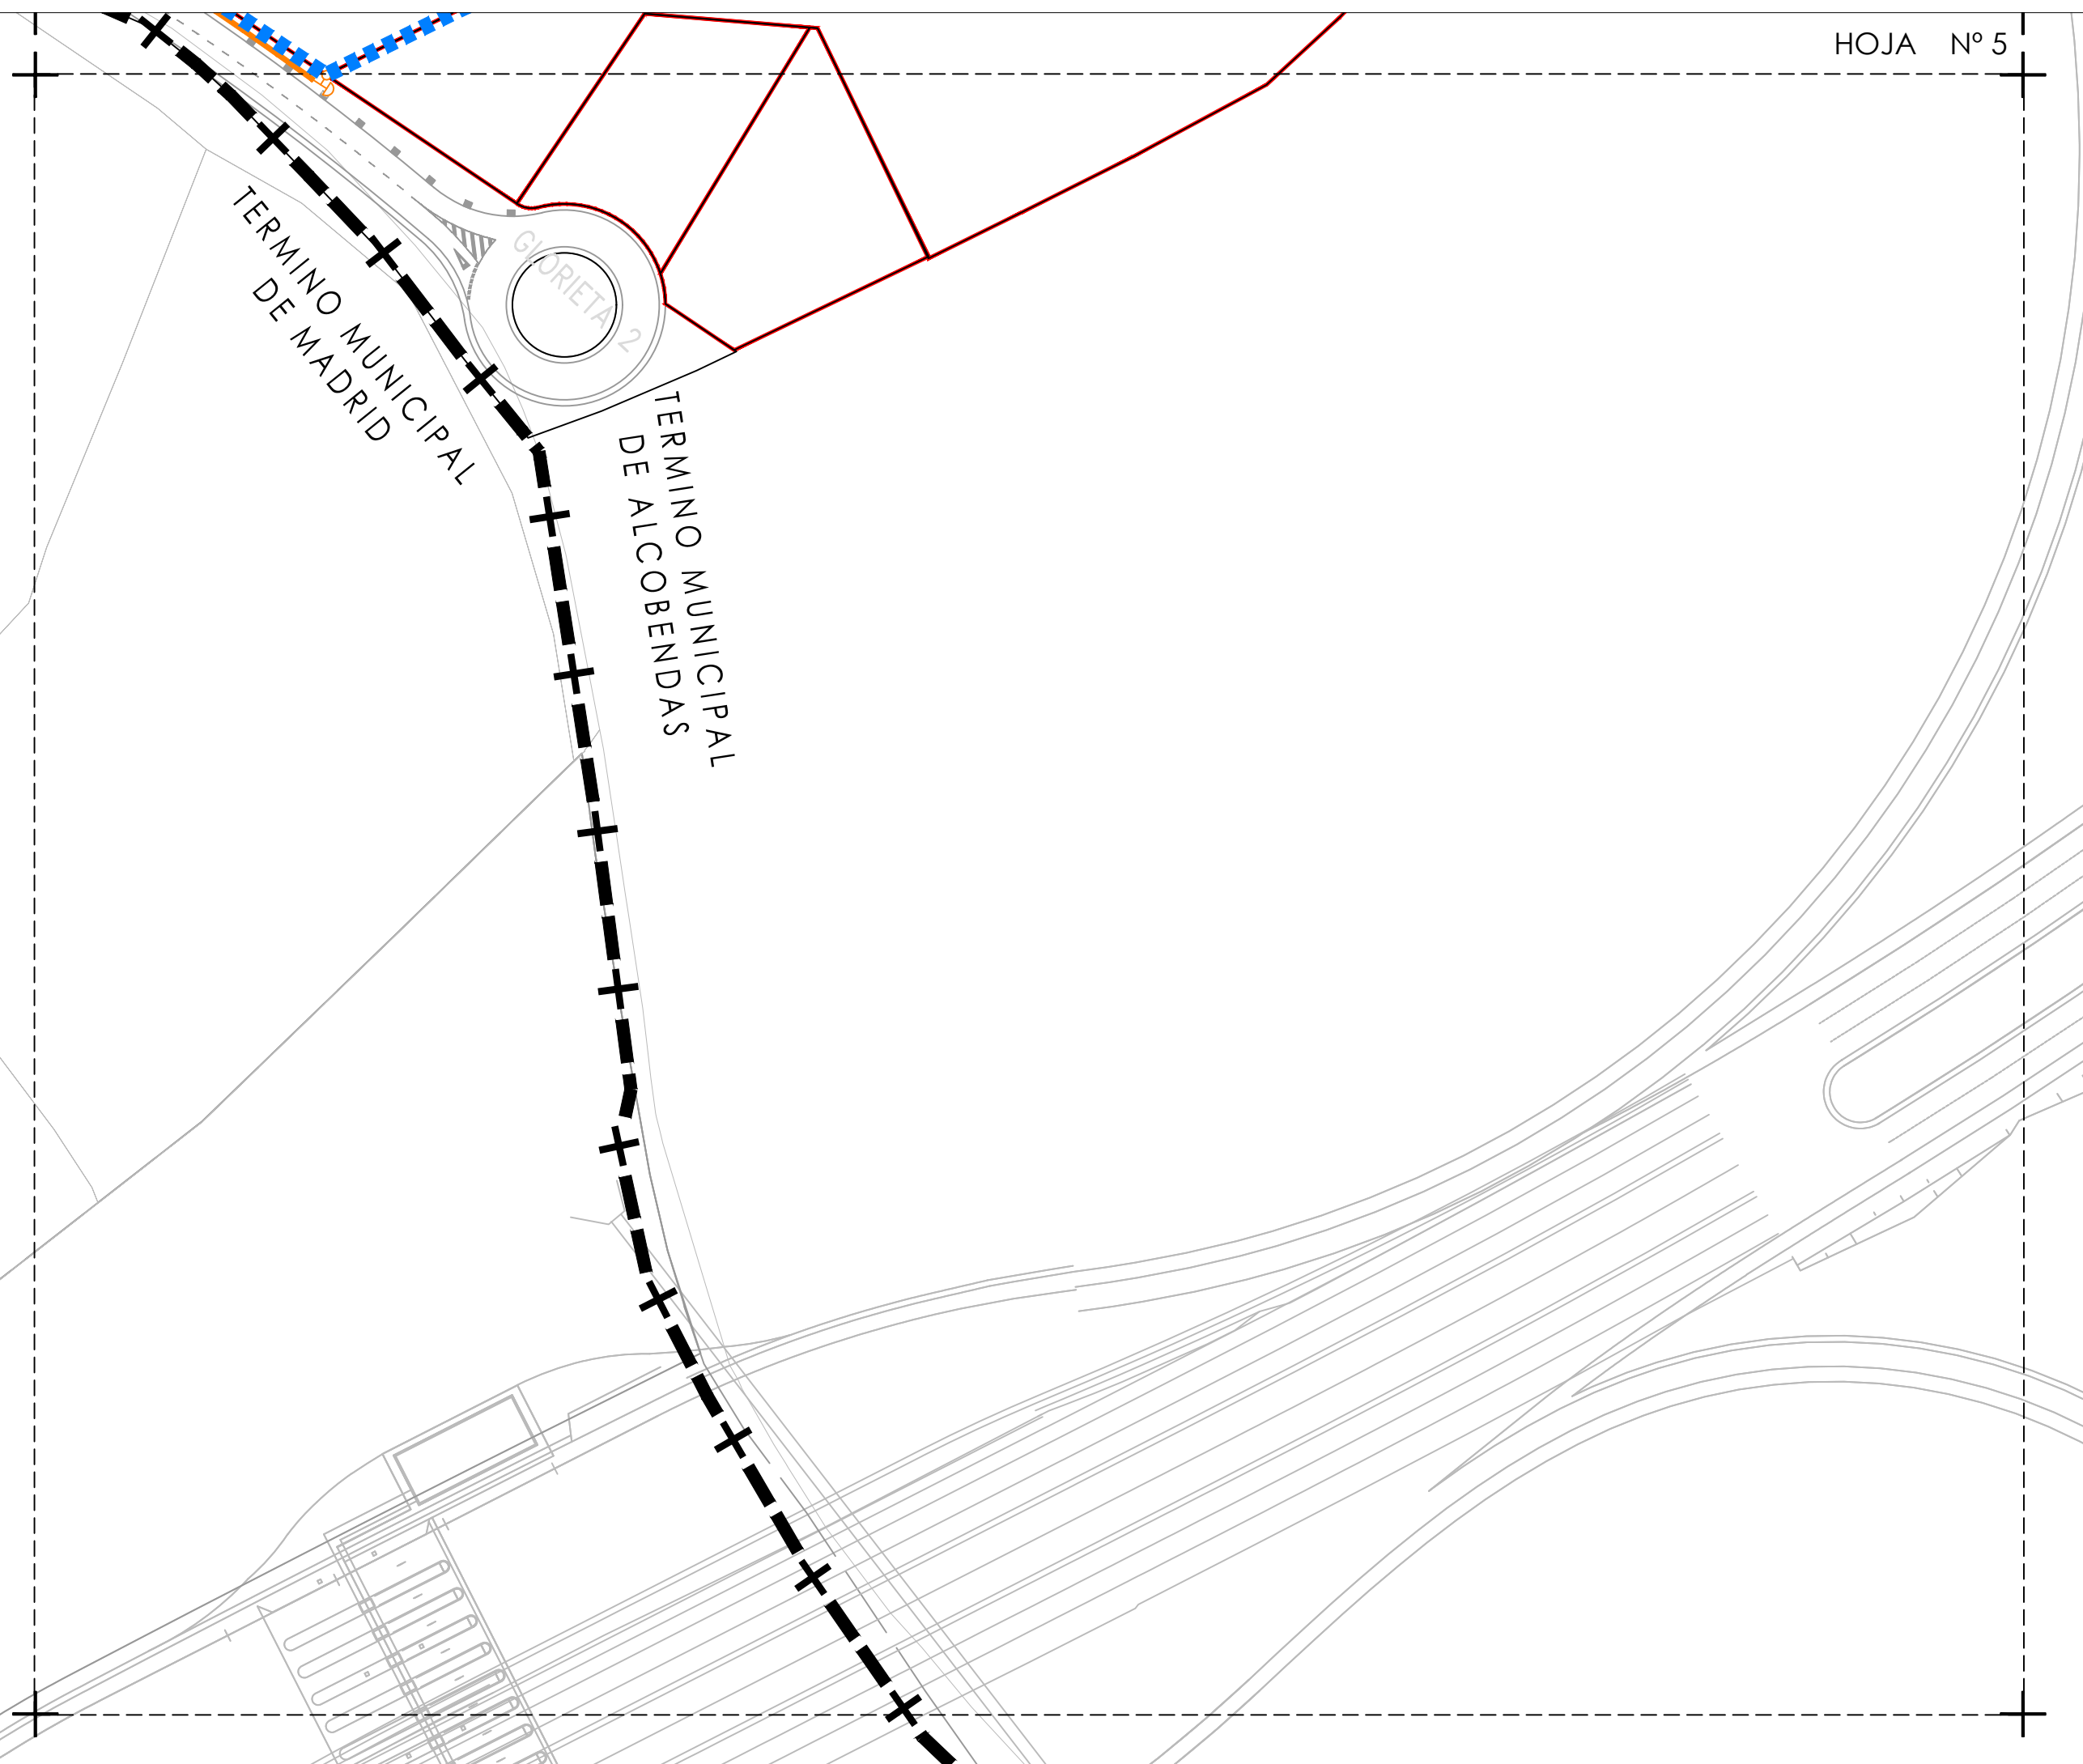 HOJA Nº 5
GLORIETA 2
TERMINO MUNICIPAL
DE MADRID
TERMINO MUNICIPAL
DE ALCOBENDAS